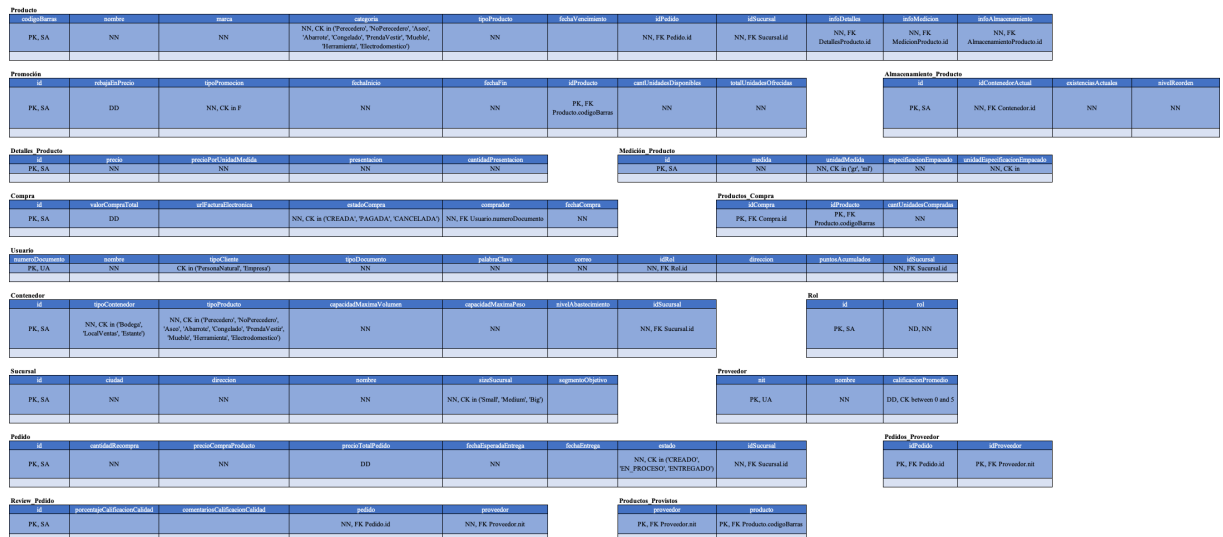 Producto
codigoBarras nombre marca categoria tipoProducto fechaVencimiento idPedido idSucursal infoDetalles infoMedicion infoAlmacenamiento
PK, SA NN NN NN, CK in ('Perecedero', 'NoPerecedero', 'Aseo', 'Abarrote', 'Congelado', 'PrendaVestir', 'Mueble', 'Herramienta', 'Electrodomestico') NN NN, FK Pedido.id NN, FK Sucursal.id NN, FK DetallesProducto.id NN, FK MedicionProducto.id NN, FK AlmacenamientoProducto.id
Promoción
id rebajaEnPrecio tipoPromocion fechaInicio fechaFin idProducto cantUnidadesDisponibles totalUnidadesOfrecidas
PK, SA DD NN, CK in F NN NN PK, FK Producto.codigoBarras NN NN
Almacenamiento_Producto
id idContenedorActual existenciasActuales nivelReorden
PK, SA NN, FK Contenedor.id NN NN
Detalles_Producto
id precio precioPorUnidadMedida presentacion cantidadPresentacion
PK, SA NN NN NN NN
Medición_Producto
id medida unidadMedida especificacionEmpacado unidadEspecificacionEmpacado
PK, SA NN NN, CK in ('gr', 'ml') NN NN, CK in
Compra
id valorCompraTotal urlFacturaElectronica estadoCompra comprador fechaCompra
PK, SA DD NN, CK in ('CREADA', 'PAGADA', 'CANCELADA') NN, FK Usuario.numeroDocumento NN
Productos_Compra
idCompra idProducto cantUnidadesCompradas
PK, FK Compra.id PK, FK Producto.codigoBarras NN
Usuario
numeroDocumento nombre tipoCliente tipoDocumento palabraClave correo idRol direccion puntosAcumulados idSucursal
PK, UA NN CK in ('PersonaNatural', 'Empresa') NN NN NN NN, FK Rol.id NN, FK Sucursal.id
Contenedor
id tipoContenedor tipoProducto capacidadMaximaVolumen capacidadMaximaPeso nivelAbastecimiento idSucursal
PK, SA NN, CK in ('Bodega', 'LocalVentas', 'Estante') NN, CK in ('Perecedero', 'NoPerecedero', 'Aseo', 'Abarrote', 'Congelado', 'PrendaVestir', 'Mueble', 'Herramienta', 'Electrodomestico') NN NN NN, FK Sucursal.id
Rol
id rol
PK, SA ND, NN
Sucursal
id ciudad direccion nombre sizeSucursal segmentoObjetivo
PK, SA NN NN NN NN, CK in ('Small', 'Medium', 'Big')
Proveedor
nit nombre calificacionPromedio
PK, UA NN DD, CK between 0 and 5
Pedido
id cantidadRecompra precioCompraProducto precioTotalPedido fechaEsperadaEntrega fechaEntrega estado idSucursal
PK, SA NN NN DD NN NN, CK in ('CREADO', 'EN_PROCESO', 'ENTREGADO') NN, FK Sucursal.id
Pedidos_Proveedor
idPedido idProveedor
PK, FK Pedido.id PK, FK Proveedor.nit
Review_Pedido
id porcentajeCalificacionCalidad comentariosCalificacionCalidad pedido proveedor
PK, SA NN, FK Pedido.id NN, FK Proveedor.nit
Productos_Provistos
proveedor producto
PK, FK Proveedor.nit PK, FK Producto.codigoBarras